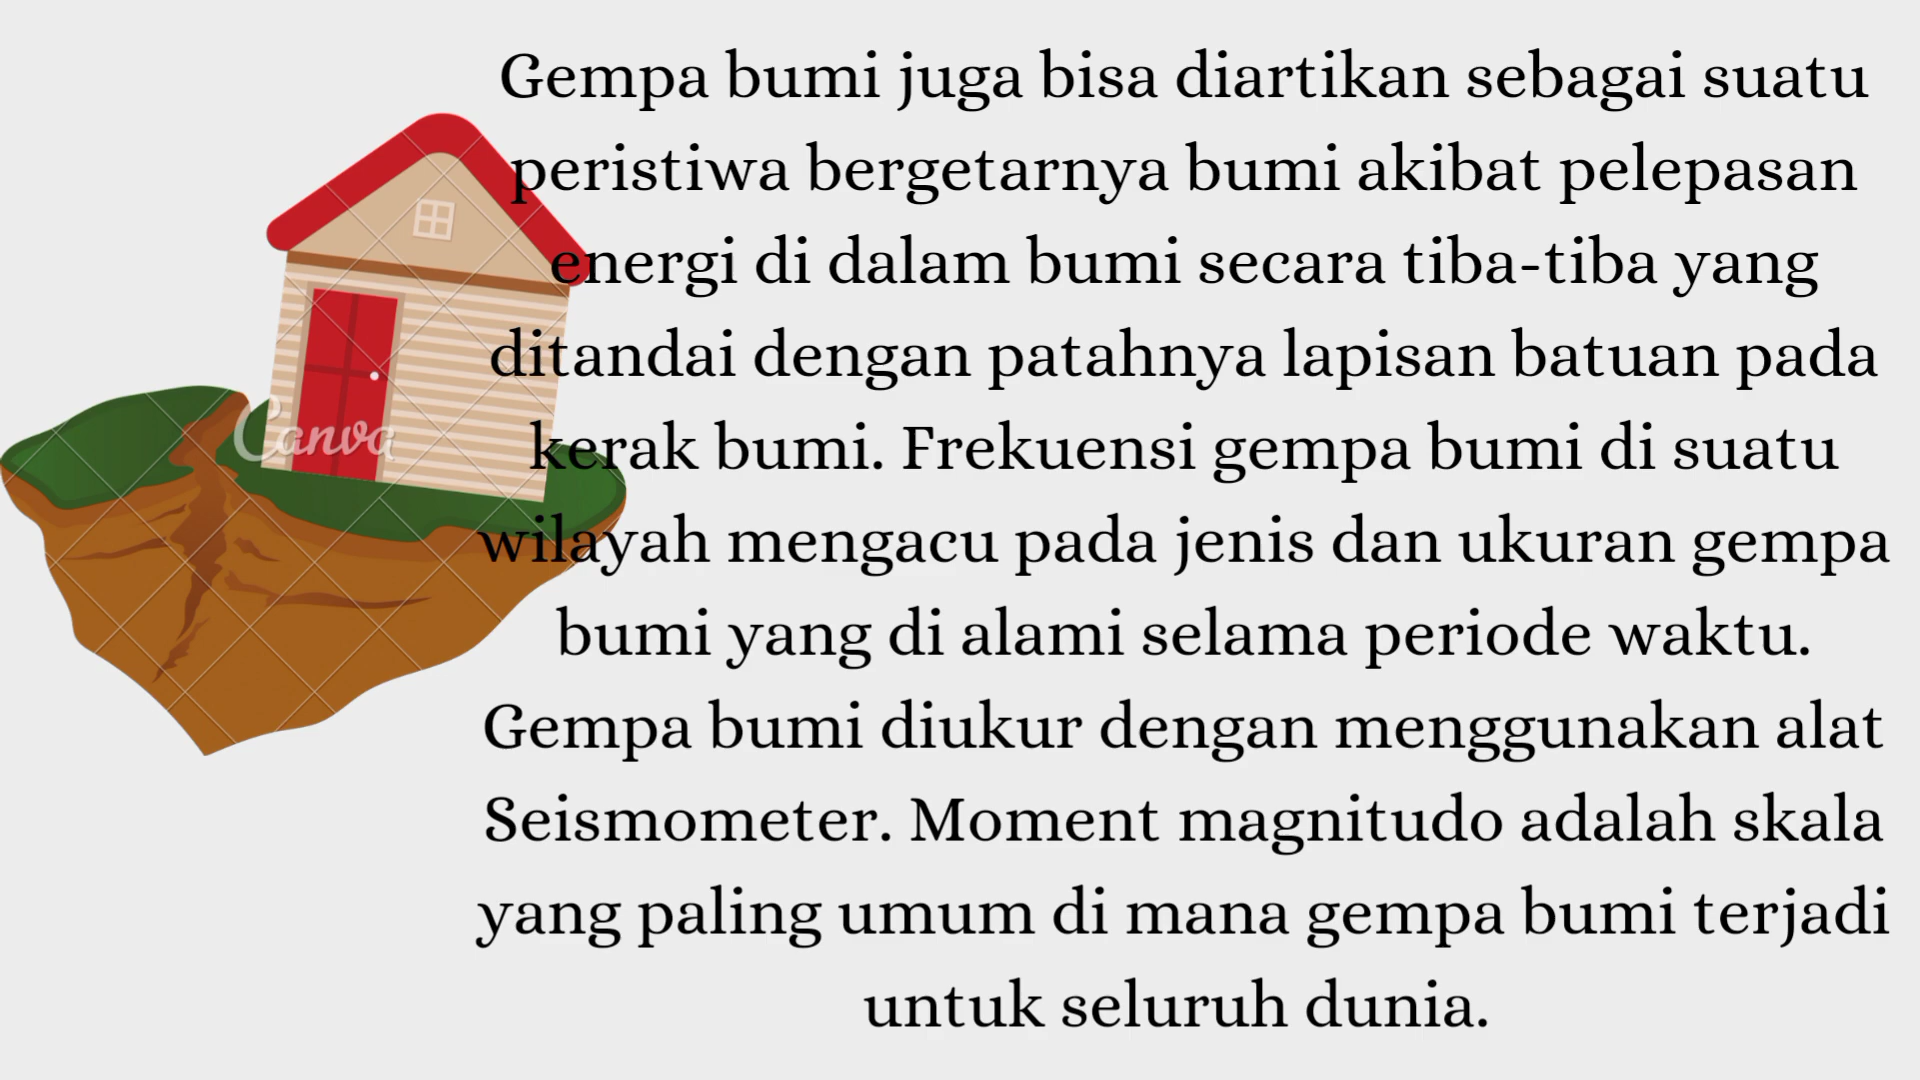 Gempa bumi juga bisa diartikan sebagai suatu
peristiwa bergetarnya bumi akibat pelepasan
energi di dalam bumi secara tiba-tiba yang
ditandai dengan patahnya lapisan batuan pada
kerak bumi. Frekuensi gempa bumi di suatu
wilayah mengacu pada jenis dan ukuran gempa
bumi yang di alami selama periode waktu.
Gempa bumi diukur dengan menggunakan alat
Seismometer. Moment magnitudo adalah skala
yang paling umum di mana gempa bumi terjadi
untuk seluruh dunia.
Canva